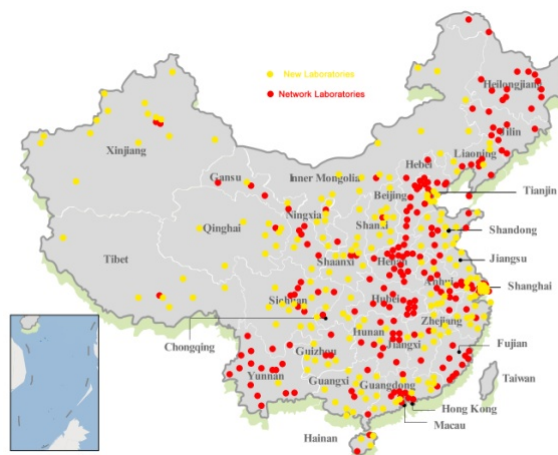 New Laboratories
Network Laboratories
Heilongjiang
Jilin
Liaoning
Xinjiang
Hebei
Gansu
Inner Mongolia
Beijing
Tianjin
Ningxia
Qinghai
Shanxi
Shandong
Shaanxi
Henan
Jiangsu
Tibet
Anhui
Shanghai
Sichuan
Hubei
Zhejiang
Chongqing
Hunan
Jiangxi
Guizhou
Fujian
Yunnan
Guangxi
Guangdong
Taiwan
Hong Kong
Macau
Hainan